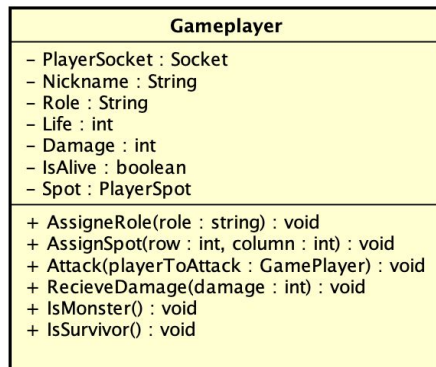 Gameplayer
- PlayerSocket : Socket
- Nickname : String
- Role : String
- Life : int
- Damage : int
- IsAlive : boolean
- Spot : PlayerSpot
+ AssigneRole(role : string) : void
+ AssignSpot(row : int, column : int) : void
+ Attack(playerToAttack : GamePlayer) : void
+ RecieveDamage(damage : int) : void
+ IsMonster() : void
+ IsSurvivor() : void